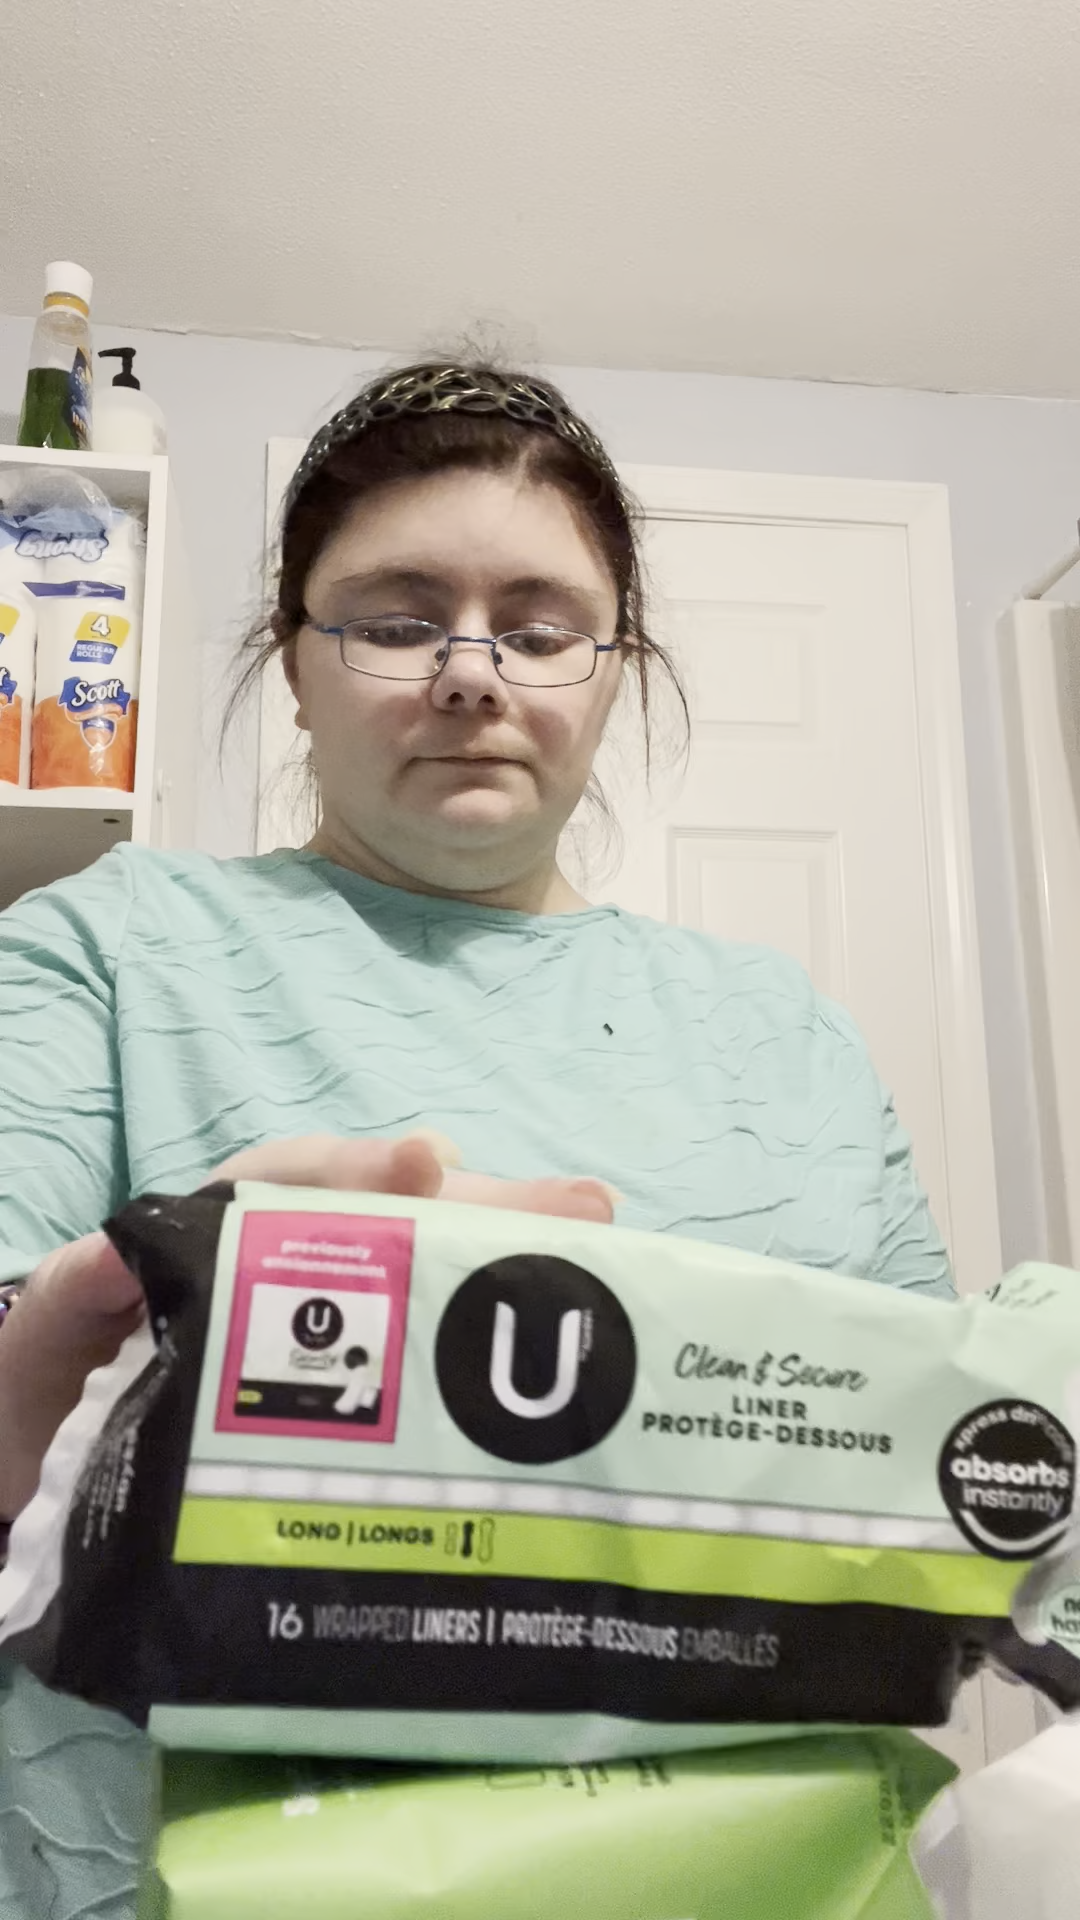 4
REGULAR
ROLLS
Scott
previously
anciennement
U
U
Clean & Secure
LINER
PROTÈGE-DESSOUS
absorbs
instantly
LONG | LONGS
16 WRAPPED LINERS | PROTÈGE-DESSOUS EMBALLÉS